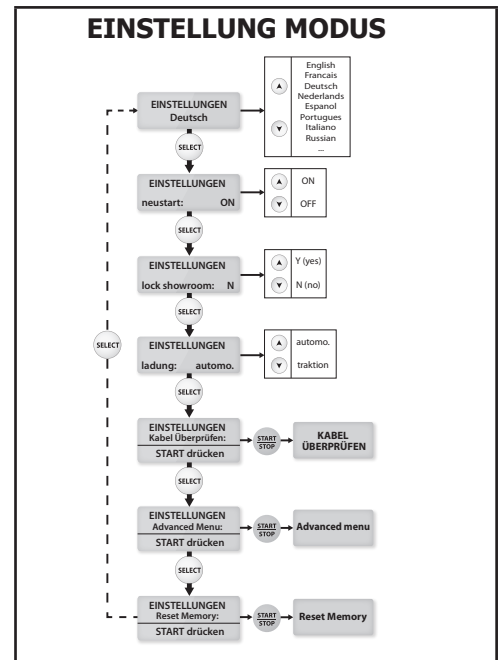 EINSTELLUNG MODUS
EINSTELLUNGEN
Deutsch
English
Francais
Deutsch
Nederlands
Espanol
Portugues
Italiano
Russian
...
SELECT
EINSTELLUNGEN
neustart: ON
ON
OFF
SELECT
EINSTELLUNGEN
lock showroom: N
Y (yes)
N (no)
SELECT
SELECT
EINSTELLUNGEN
ladung: automo.
automo.
traktion
SELECT
EINSTELLUNGEN
Kabel Überprüfen:
START drücken
START
STOP
KABEL
ÜBERPRÜFEN
SELECT
EINSTELLUNGEN
Advanced Menu:
START drücken
START
STOP
Advanced menu
SELECT
EINSTELLUNGEN
Reset Memory:
START drücken
START
STOP
Reset Memory